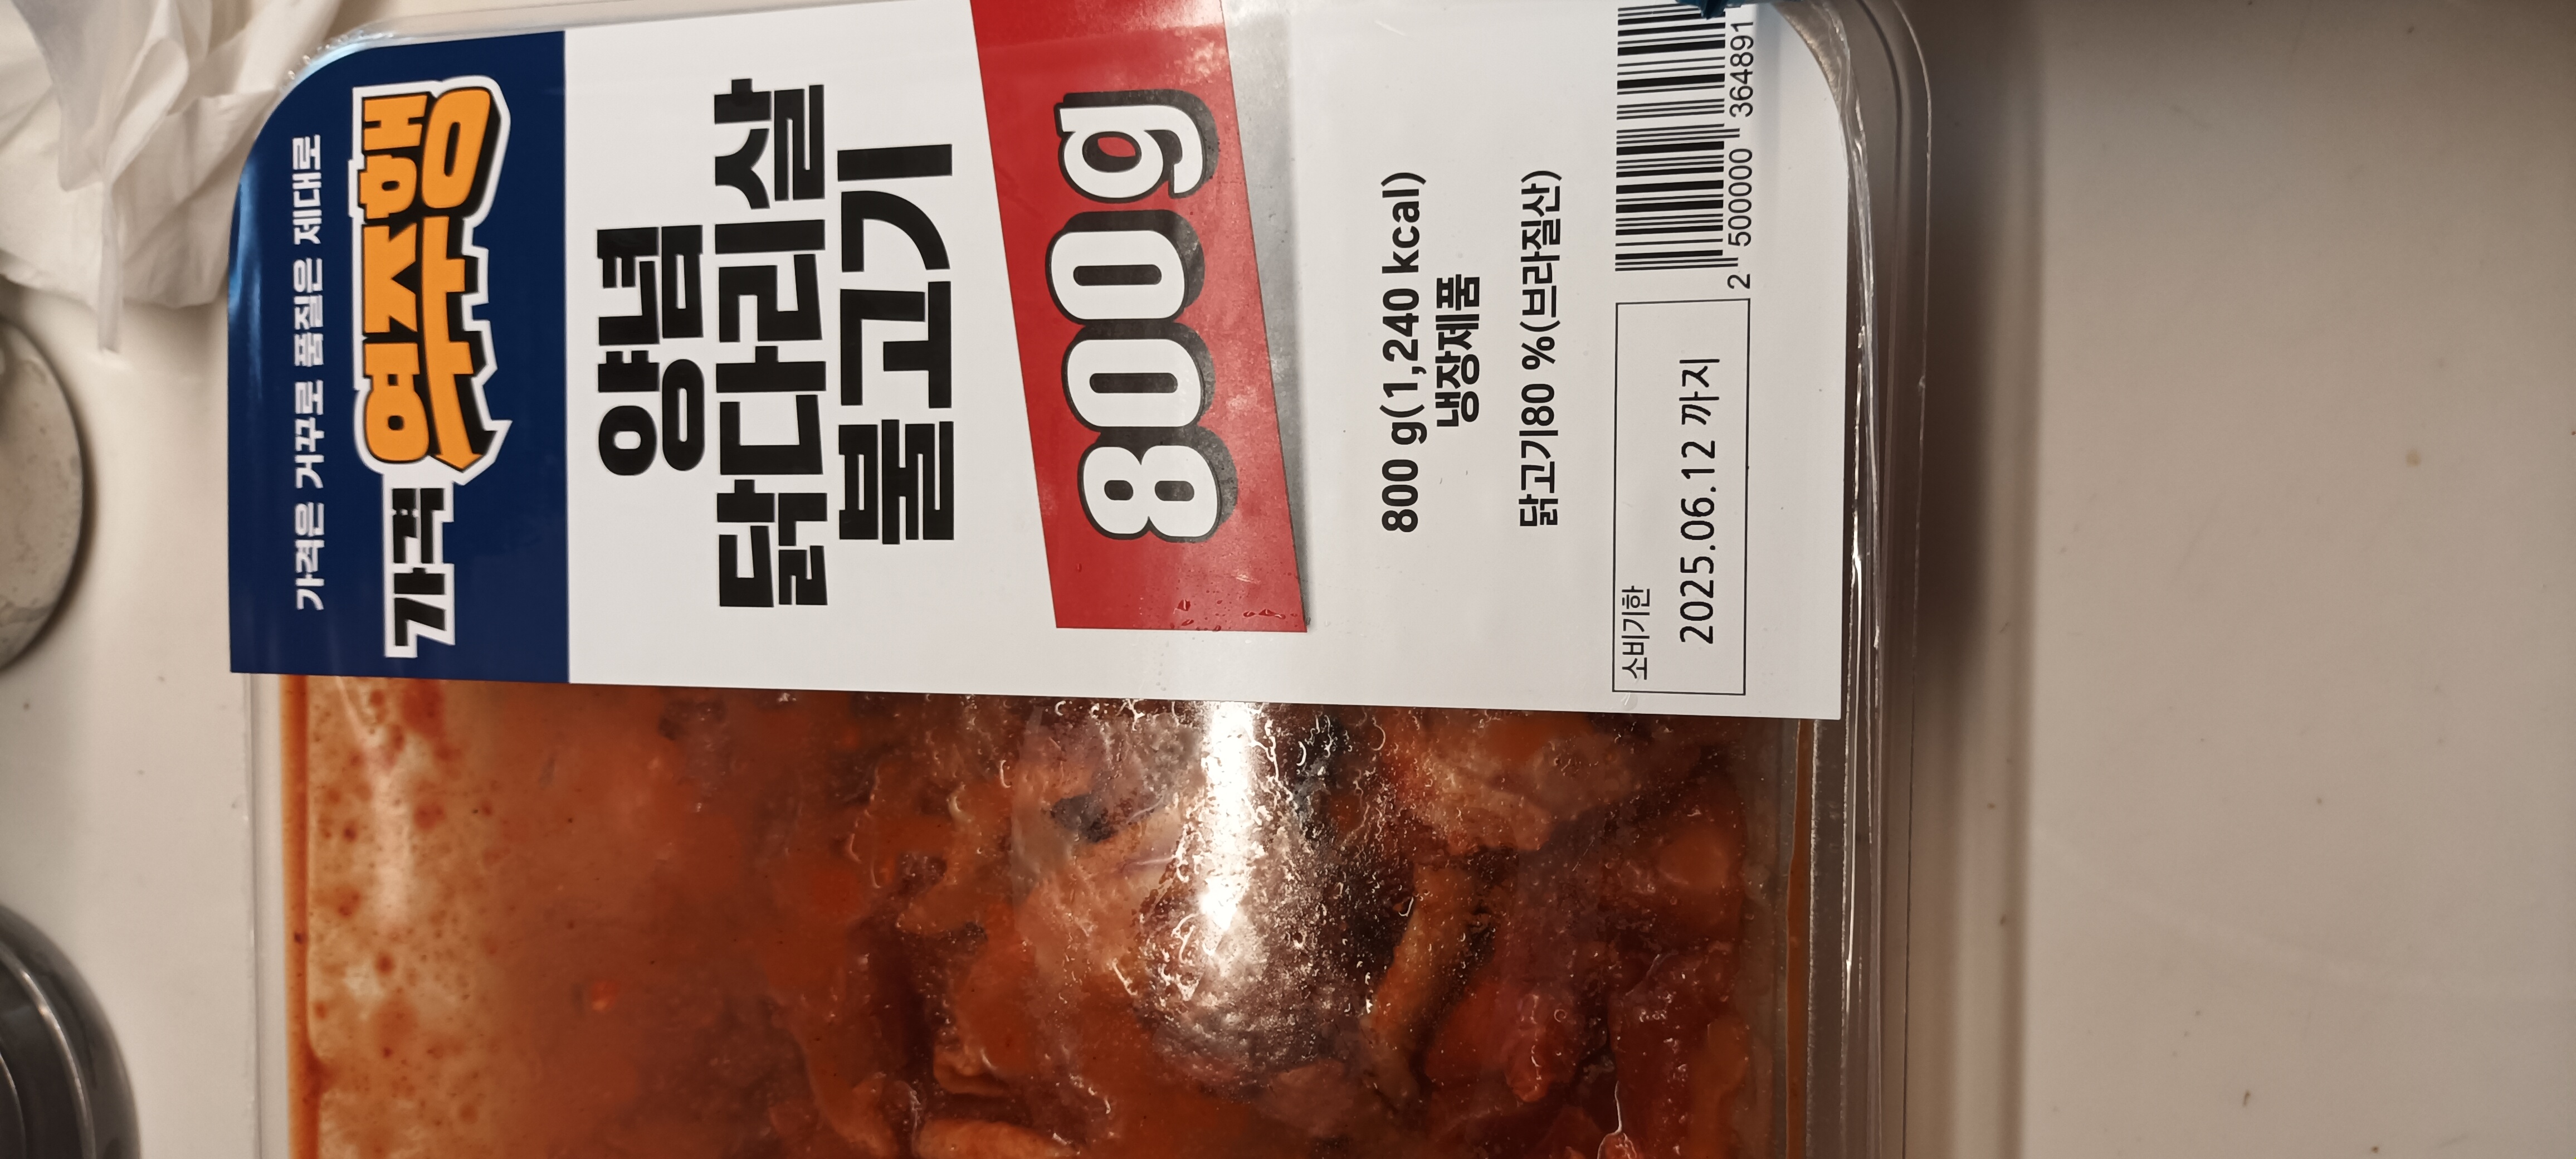 가격은 거꾸로 품질은 제대로
가격 역주행
양념
닭다리살
불고기
800g
800 g(1,240 kcal)
냉장제품
닭고기80 %(브라질산)
소비기한
2025.06.12 까지
2 500000 364891